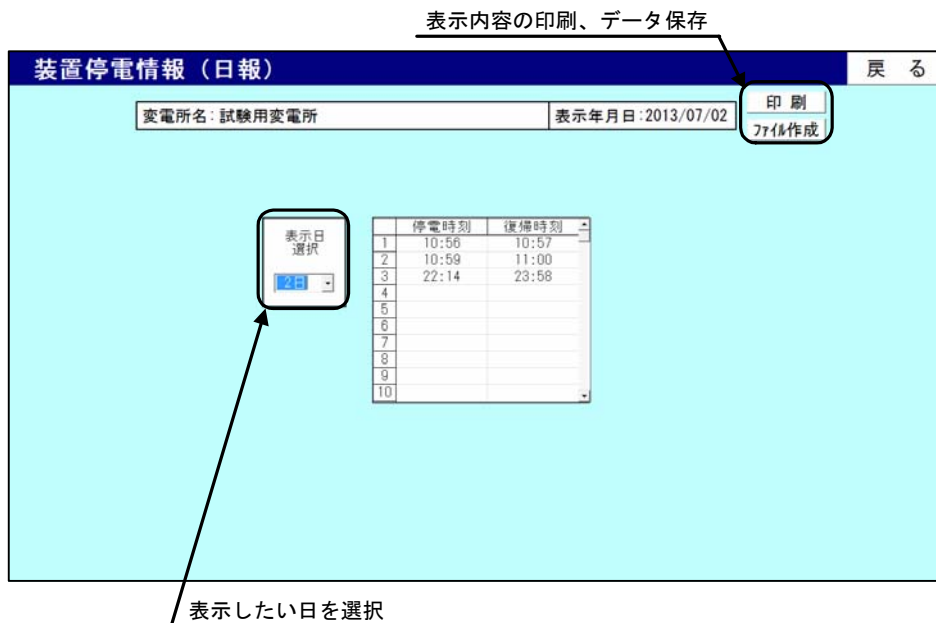 表示内容の印刷、データ保存
装置停電情報（日報）
戻 る
変電所名：試験用変電所
表示年月日：2013/07/02
印 刷
ﾌｧｲﾙ作成
表示日
選択
2日
停電時刻 復帰時刻
1 10:56 10:57
2 10:59 11:00
3 22:14 23:58
4
5
6
7
8
9
10
表示したい日を選択